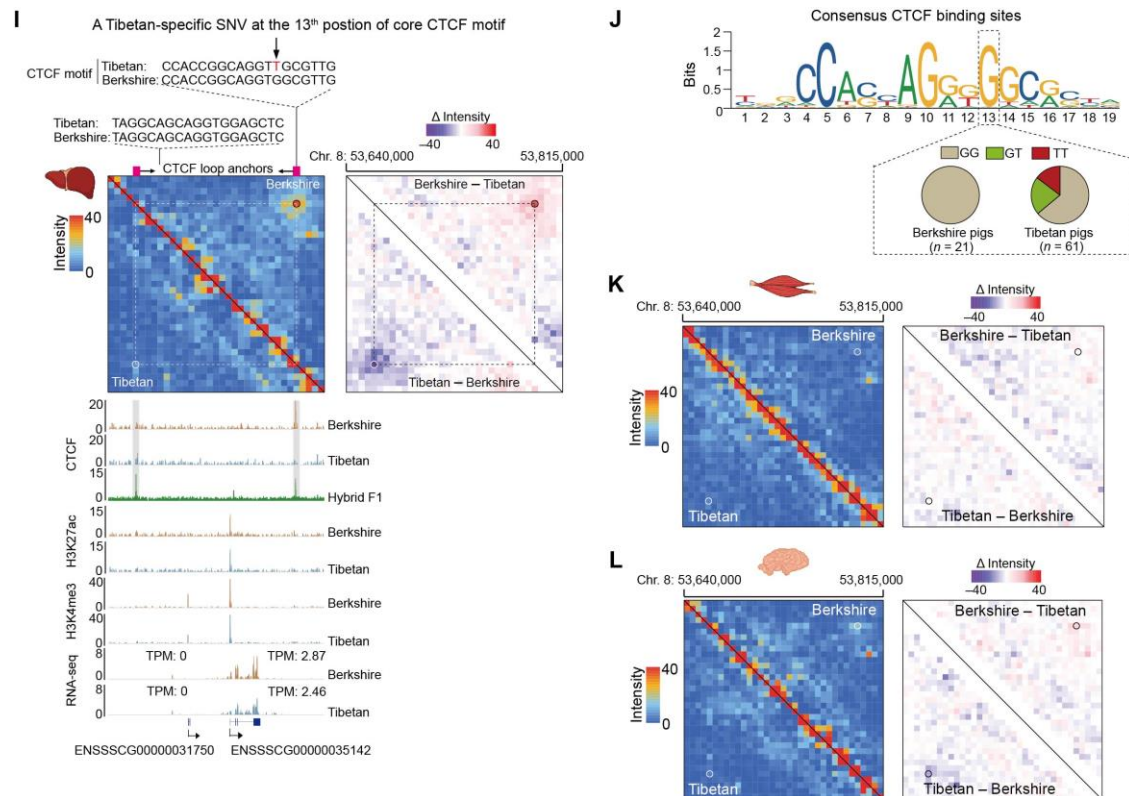 I
A Tibetan-specific SNV at the 13th postion of core CTCF motif
CTCF motif
Tibetan: CCACCGGCAGGTTGCGTTG
Berkshire: CCACCGGCAGGTGGCGTTG
Tibetan: TAGGCAGCAGGTGGAGCTC
Berkshire: TAGGCAGCAGGTGGAGCTC
CTCF loop anchors
Δ Intensity
−40 40
Chr. 8: 53,640,000 53,815,000
Intensity
40
0
Berkshire
Tibetan
Berkshire – Tibetan
Tibetan – Berkshire
CTCF
20
0
Berkshire
15
0
Tibetan
15
0
Hybrid F1
H3K27ac
15
0
Berkshire
15
0
Tibetan
H3K4me3
40
0
Berkshire
40
0
Tibetan
RNA-seq
8
0
TPM: 0 TPM: 2.87
Berkshire
8
0
TPM: 0 TPM: 2.46
Tibetan
ENSSSCG00000031750 ENSSSCG00000035142
J
Consensus CTCF binding sites
Bits
2
1.5
1
0.5
0
1 2 3 4 5 6 7 8 9 10 11 12 13 14 15 16 17 18 19
GG GT TT
Berkshire pigs
(n = 21)
Tibetan pigs
(n = 61)
K
Chr. 8: 53,640,000 53,815,000
Δ Intensity
−40 40
Intensity
40
0
Berkshire
Tibetan
Berkshire – Tibetan
Tibetan – Berkshire
L
Chr. 8: 53,640,000 53,815,000
Δ Intensity
−40 40
Intensity
40
0
Berkshire
Tibetan
Berkshire – Tibetan
Tibetan – Berkshire